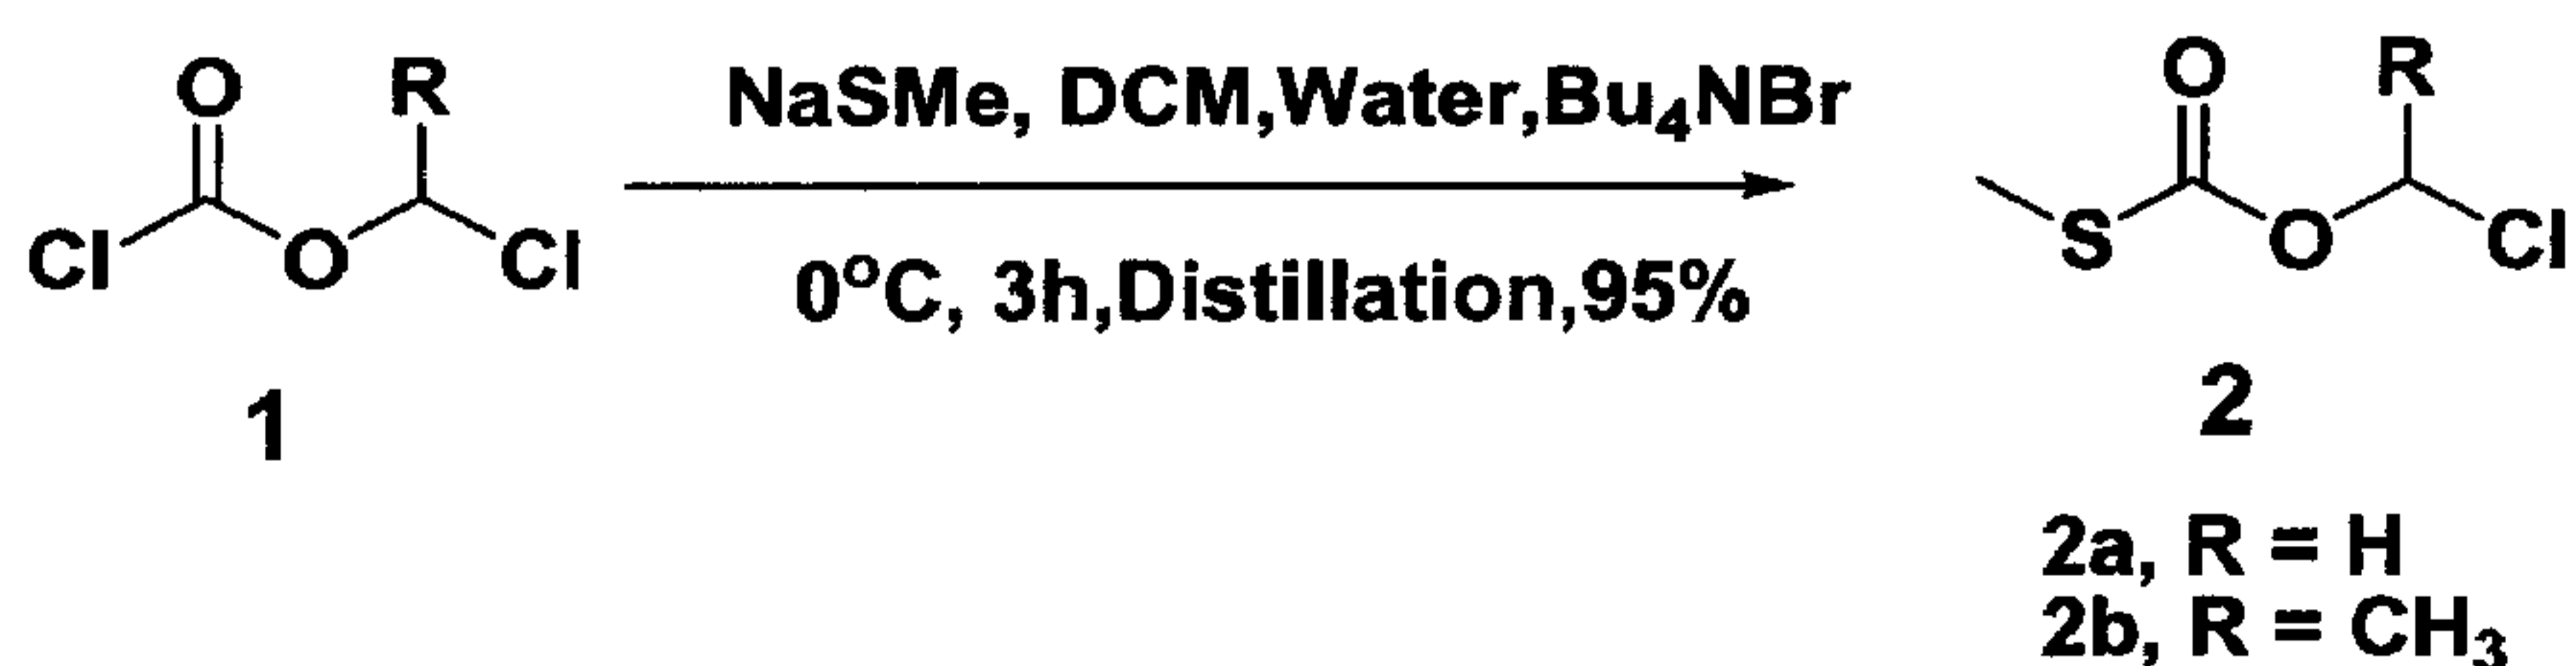 O R
Cl O Cl
1
NaSMe, DCM,Water,Bu₄NBr
0°C, 3h,Distillation,95%
O R
S O Cl
2
2a, R = H
2b, R = CH₃